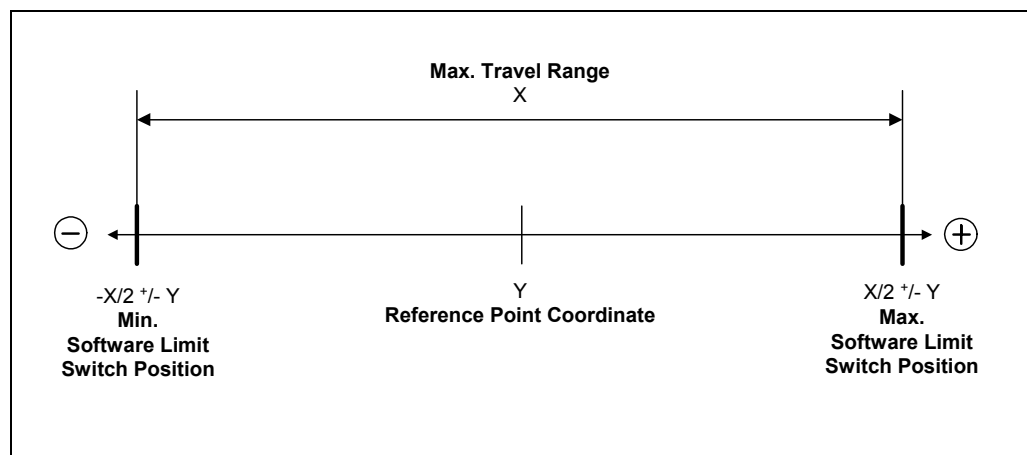 Max. Travel Range
X
-X/2 +/- Y
Min.
Software Limit
Switch Position
Y
Reference Point Coordinate
X/2 +/- Y
Max.
Software Limit
Switch Position